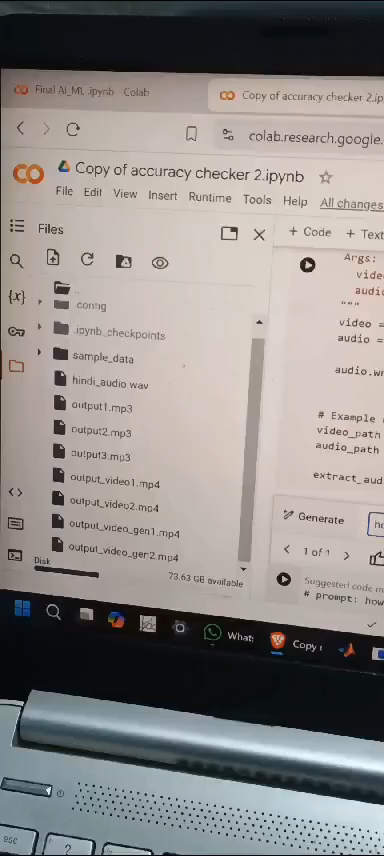 Final AI_ML .ipynb - Colab
Copy of accuracy checker 2.ip
colab.research.google.
Copy of accuracy checker 2.ipynb
File Edit View Insert Runtime Tools Help All changes
Files
+ Code + Text
..
.config
.ipynb_checkpoints
sample_data
hindi_audio.wav
output1.mp3
output2.mp3
output3.mp3
output_video1.mp4
output_video2.mp4
output_video_gen1.mp4
output_video_gen2.mp4
Disk
73.63 GB available
{x}
<>
Args:
vide
audi
"""
video =
audio =
audio.wr
# Example
video_path
audio_path
extract_aud
Generate
ho
< 1 of 1 >
Suggested code m
# prompt: how
What:
Copy
esc
?